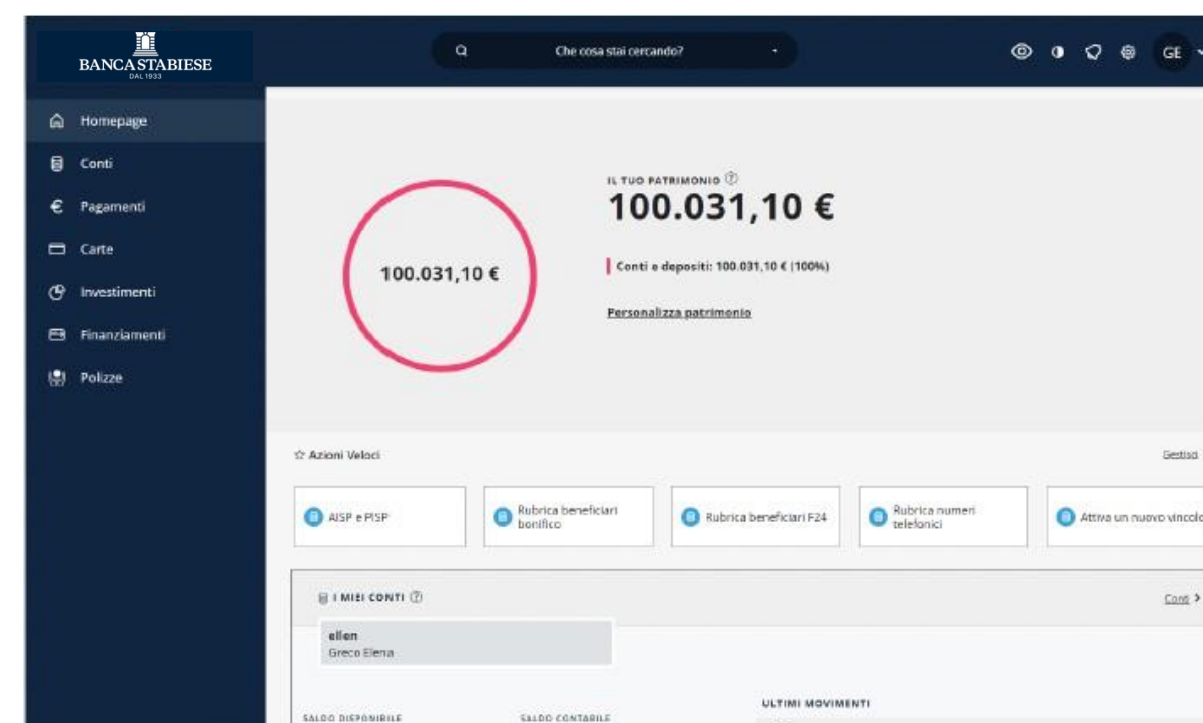 BANCA STABIESE
DAL 1933
Che cosa stai cercando?
GE
Homepage
Conti
Pagamenti
Carte
Investimenti
Finanziamenti
Polizze
IL TUO PATRIMONIO
100.031,10 €
100.031,10 €
Conti e depositi: 100.031,10 € (100%)
Personalizza patrimonio
Azioni Veloci
Gestisci
AISP e PISP
Rubrica beneficiari
bonifico
Rubrica beneficiari F24
Rubrica numeri
telefonici
Attiva un nuovo vincolo
I MIEI CONTI
Conti
ellen
Greco Elena
ULTIMI MOVIMENTI
SALDO DISPONIBILE
SALDO CONTABILE